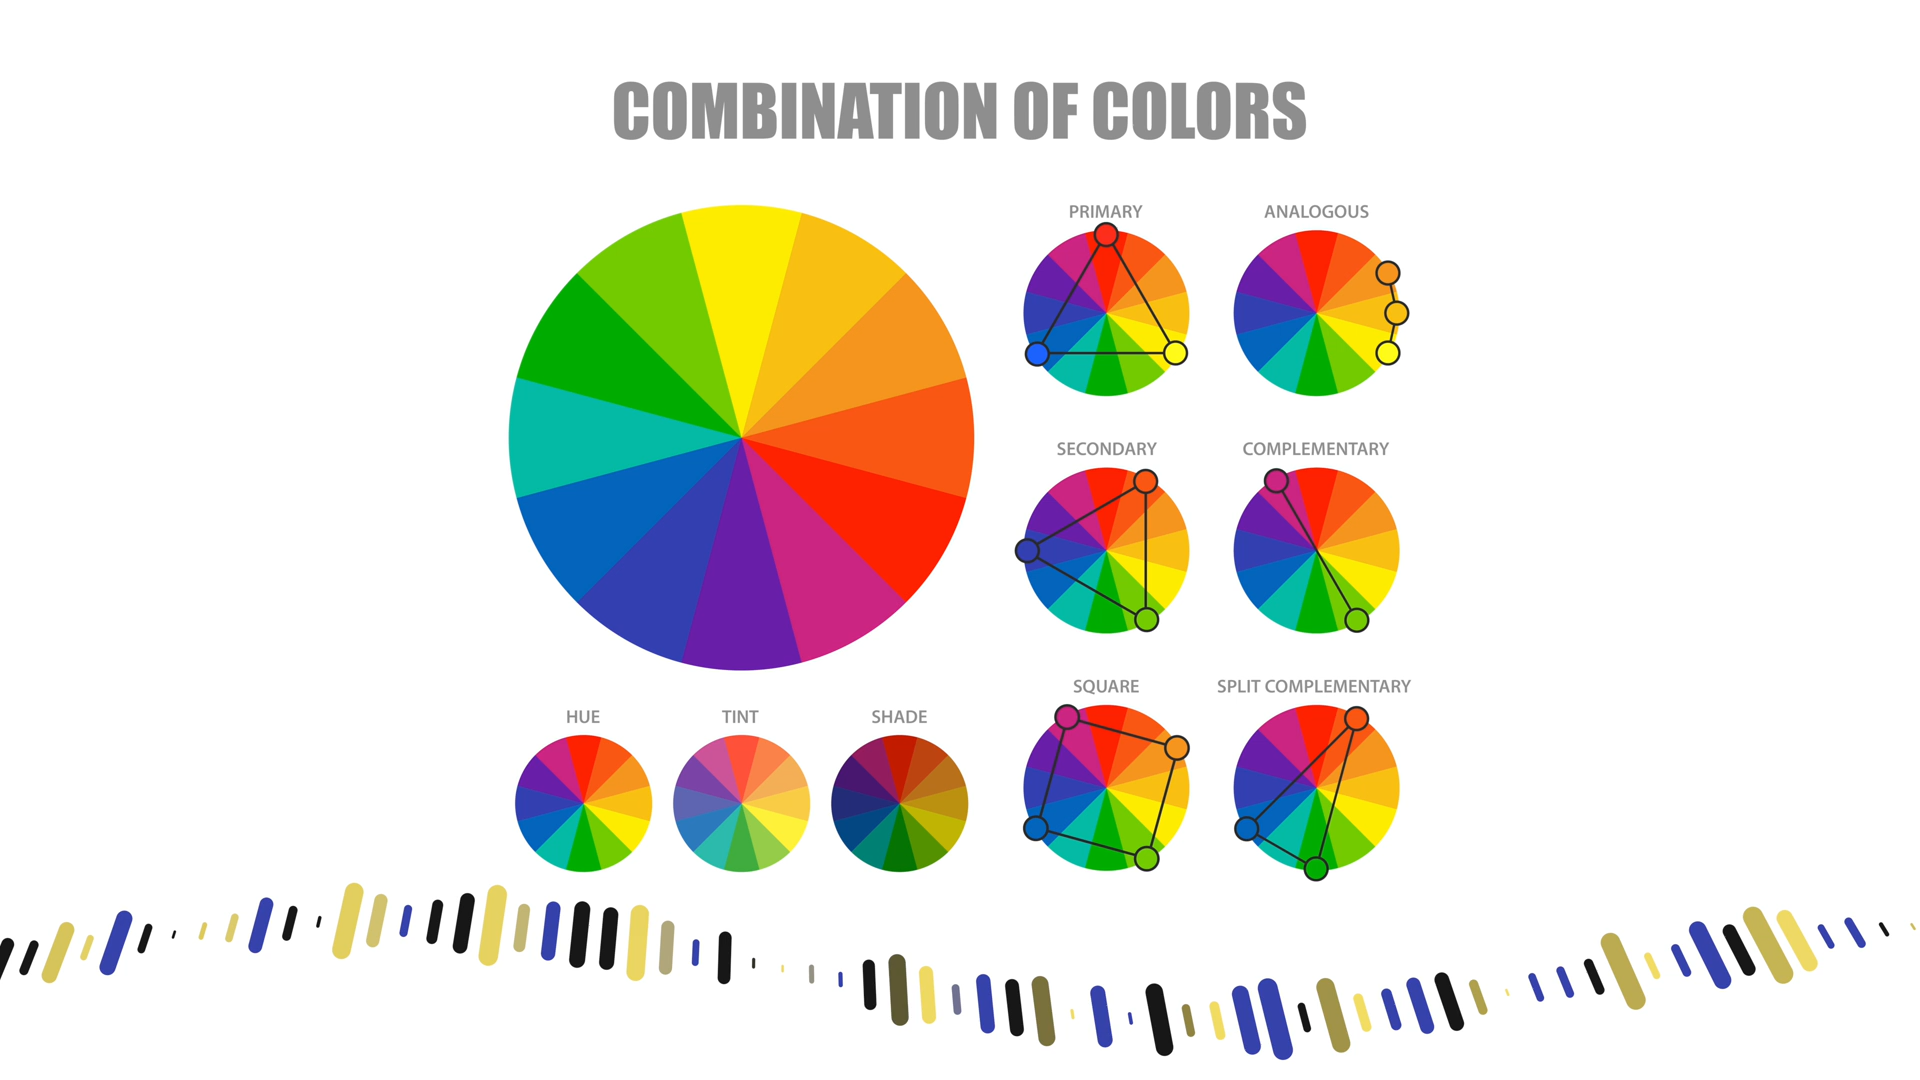 COMBINATION OF COLORS
PRIMARY
ANALOGOUS
SECONDARY
COMPLEMENTARY
SQUARE
SPLIT COMPLEMENTARY
HUE
TINT
SHADE